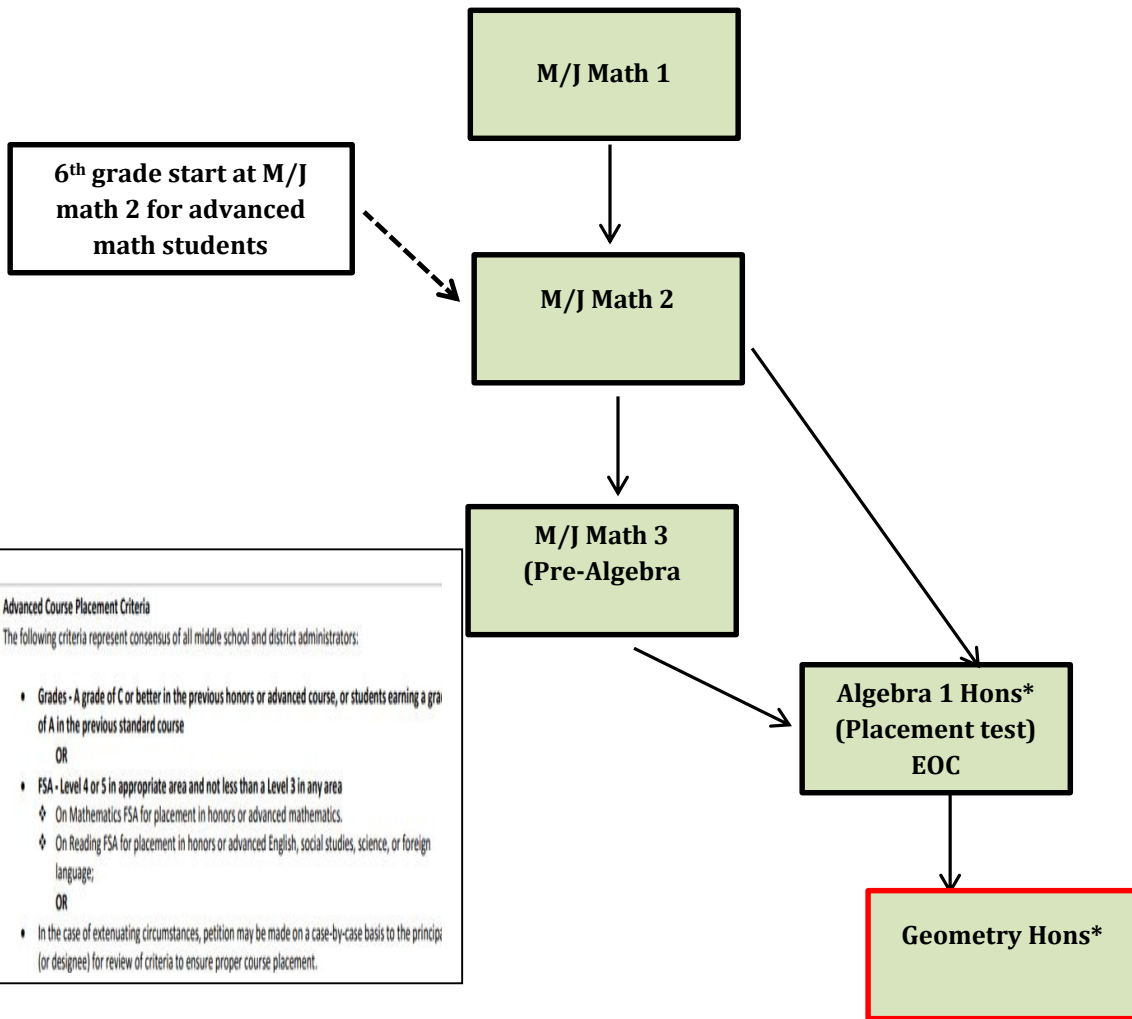 M/J Math 1
6th grade start at M/J
math 2 for advanced
math students
M/J Math 2
M/J Math 3
(Pre-Algebra
Advanced Course Placement Criteria
The following criteria represent consensus of all middle school and district administrators:
• Grades - A grade of C or better in the previous honors or advanced course, or students earning a gra
of A in the previous standard course
OR
• FSA - Level 4 or 5 in appropriate area and not less than a Level 3 in any area
❖ On Mathematics FSA for placement in honors or advanced mathematics.
❖ On Reading FSA for placement in honors or advanced English, social studies, science, or foreign
language;
OR
• In the case of extenuating circumstances, petition may be made on a case-by-case basis to the principa
(or designee) for review of criteria to ensure proper course placement.
Algebra 1 Hons*
(Placement test)
EOC
Geometry Hons*